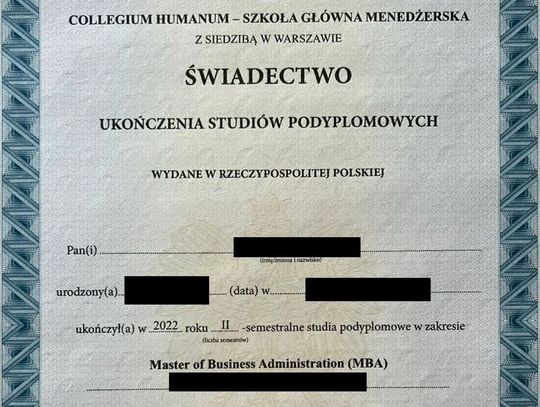 COLLEGIUM HUMANUM – SZKOŁA GŁÓWNA MENEDŻERSKA
Z SIEDZIBĄ W WARSZAWIE
ŚWIADECTWO
UKOŃCZENIA STUDIÓW PODYPLOMOWYCH
WYDANE W RZECZYPOSPOLITEJ POLSKIEJ
Pan(i)
(imię/imiona i nazwisko)
urodzony(a) (data) w
ukończył(a) w 2022 roku II -semestralne studia podyplomowe w zakresie
(liczba semestrów)
Master of Business Administration (MBA)